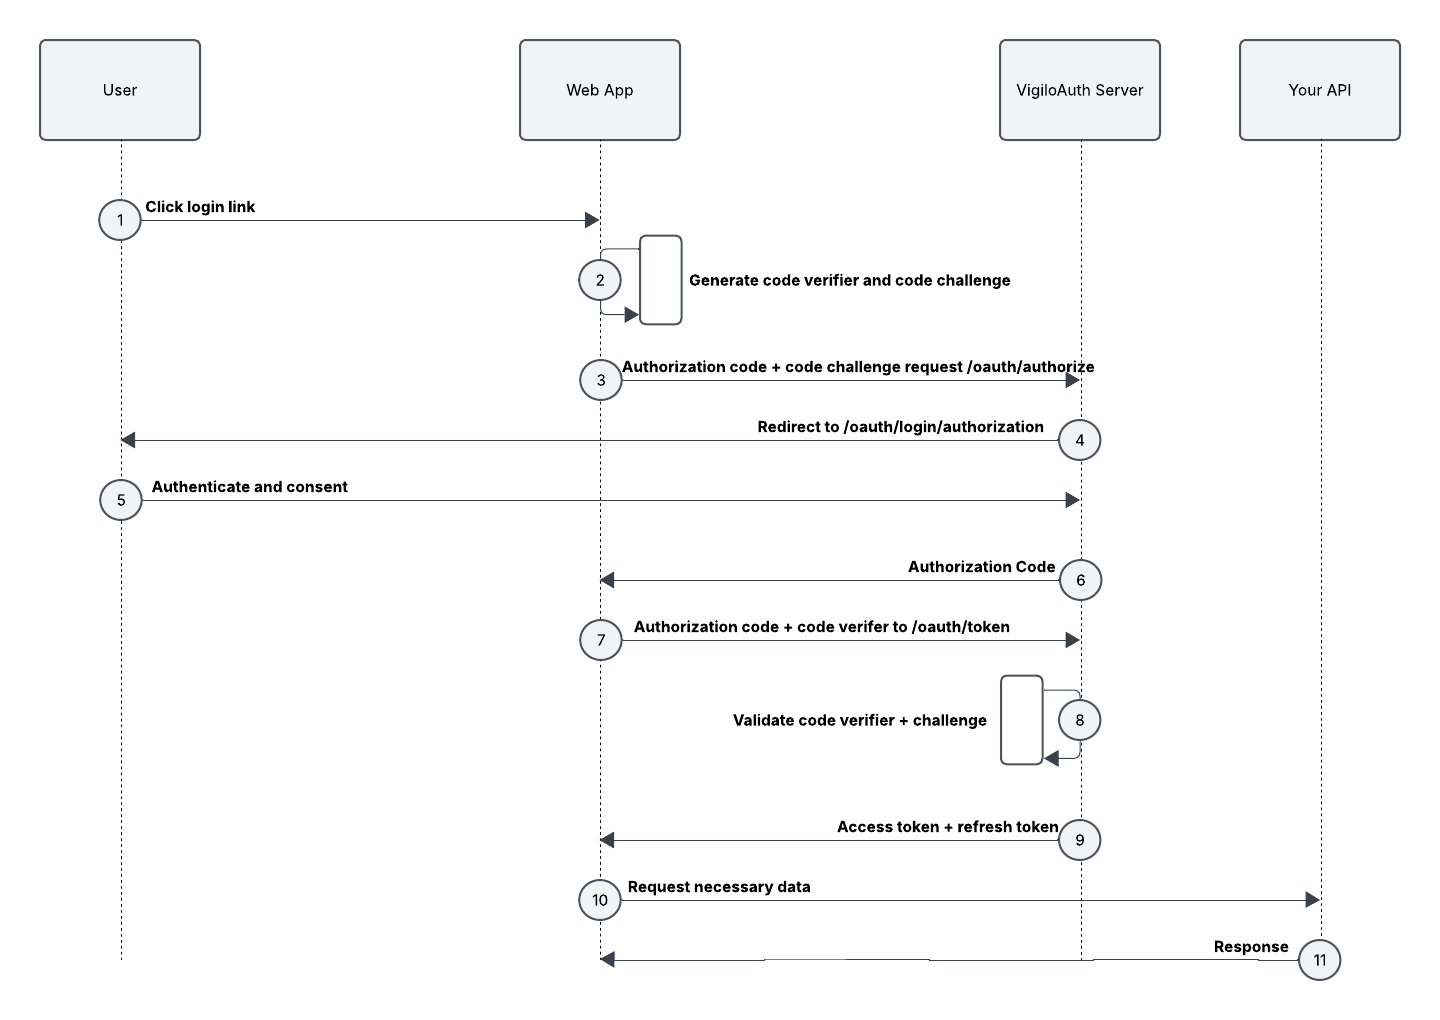 User
Web App
VigiloAuth Server
Your API
1
Click login link
2
Generate code verifier and code challenge
3
Authorization code + code challenge request /oauth/authorize
Redirect to /oauth/login/authorization
4
5
Authenticate and consent
Authorization Code
6
7
Authorization code + code verifer to /oauth/token
Validate code verifier + challenge
8
Access token + refresh token
9
10
Request necessary data
Response
11